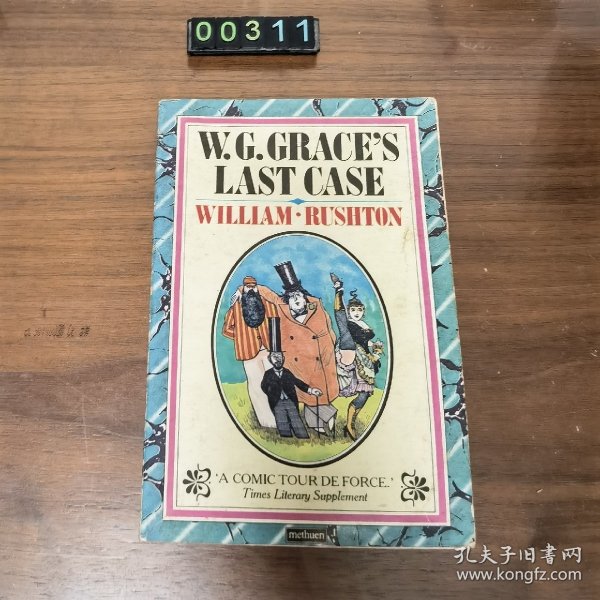 00311
W.G.GRACE'S
LAST CASE
WILLIAM·RUSHTON
'A COMIC TOUR DE FORCE.'
Times Literary Supplement
methuen
孔夫子旧書网
www.kongfz.com